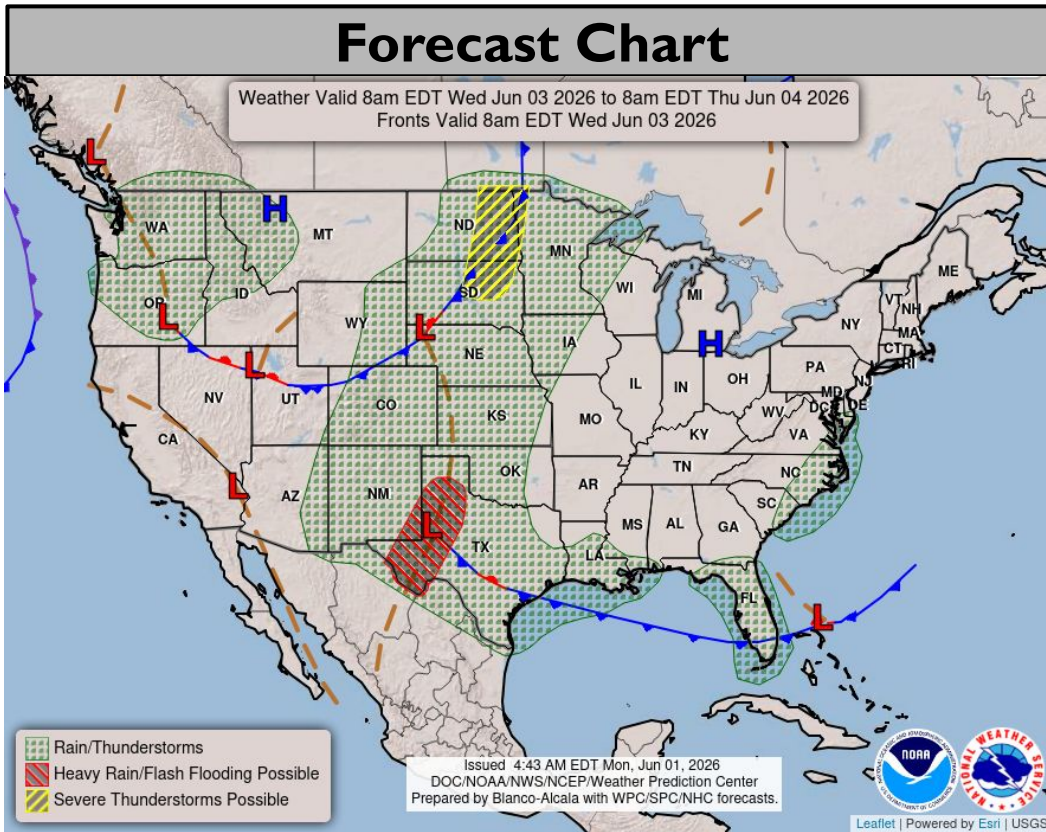 Forecast Chart
Weather Valid 8am EDT Wed Jun 03 2026 to 8am EDT Thu Jun 04 2026
Fronts Valid 8am EDT Wed Jun 03 2026
L
WA
H
MT
ND
MN
ME
OR
L
ID
WY
SD
L
WI
MI
H
NY
VT
NH
MA
CT
RI
L
NV
UT
CO
NE
IA
IL
IN
OH
PA
NJ
MD
DE
DC
WV
VA
CA
KS
MO
KY
L
AZ
NM
OK
AR
TN
NC
SC
L
TX
LA
MS
AL
GA
FL
L
Rain/Thunderstorms
Heavy Rain/Flash Flooding Possible
Severe Thunderstorms Possible
Issued 4:43 AM EDT Mon, Jun 01, 2026
DOC/NOAA/NWS/NCEP/Weather Prediction Center
Prepared by Blanco-Alcala with WPC/SPC/NHC forecasts.
NOAA
NATIONAL WEATHER SERVICE
Leaflet | Powered by Esri | USGS